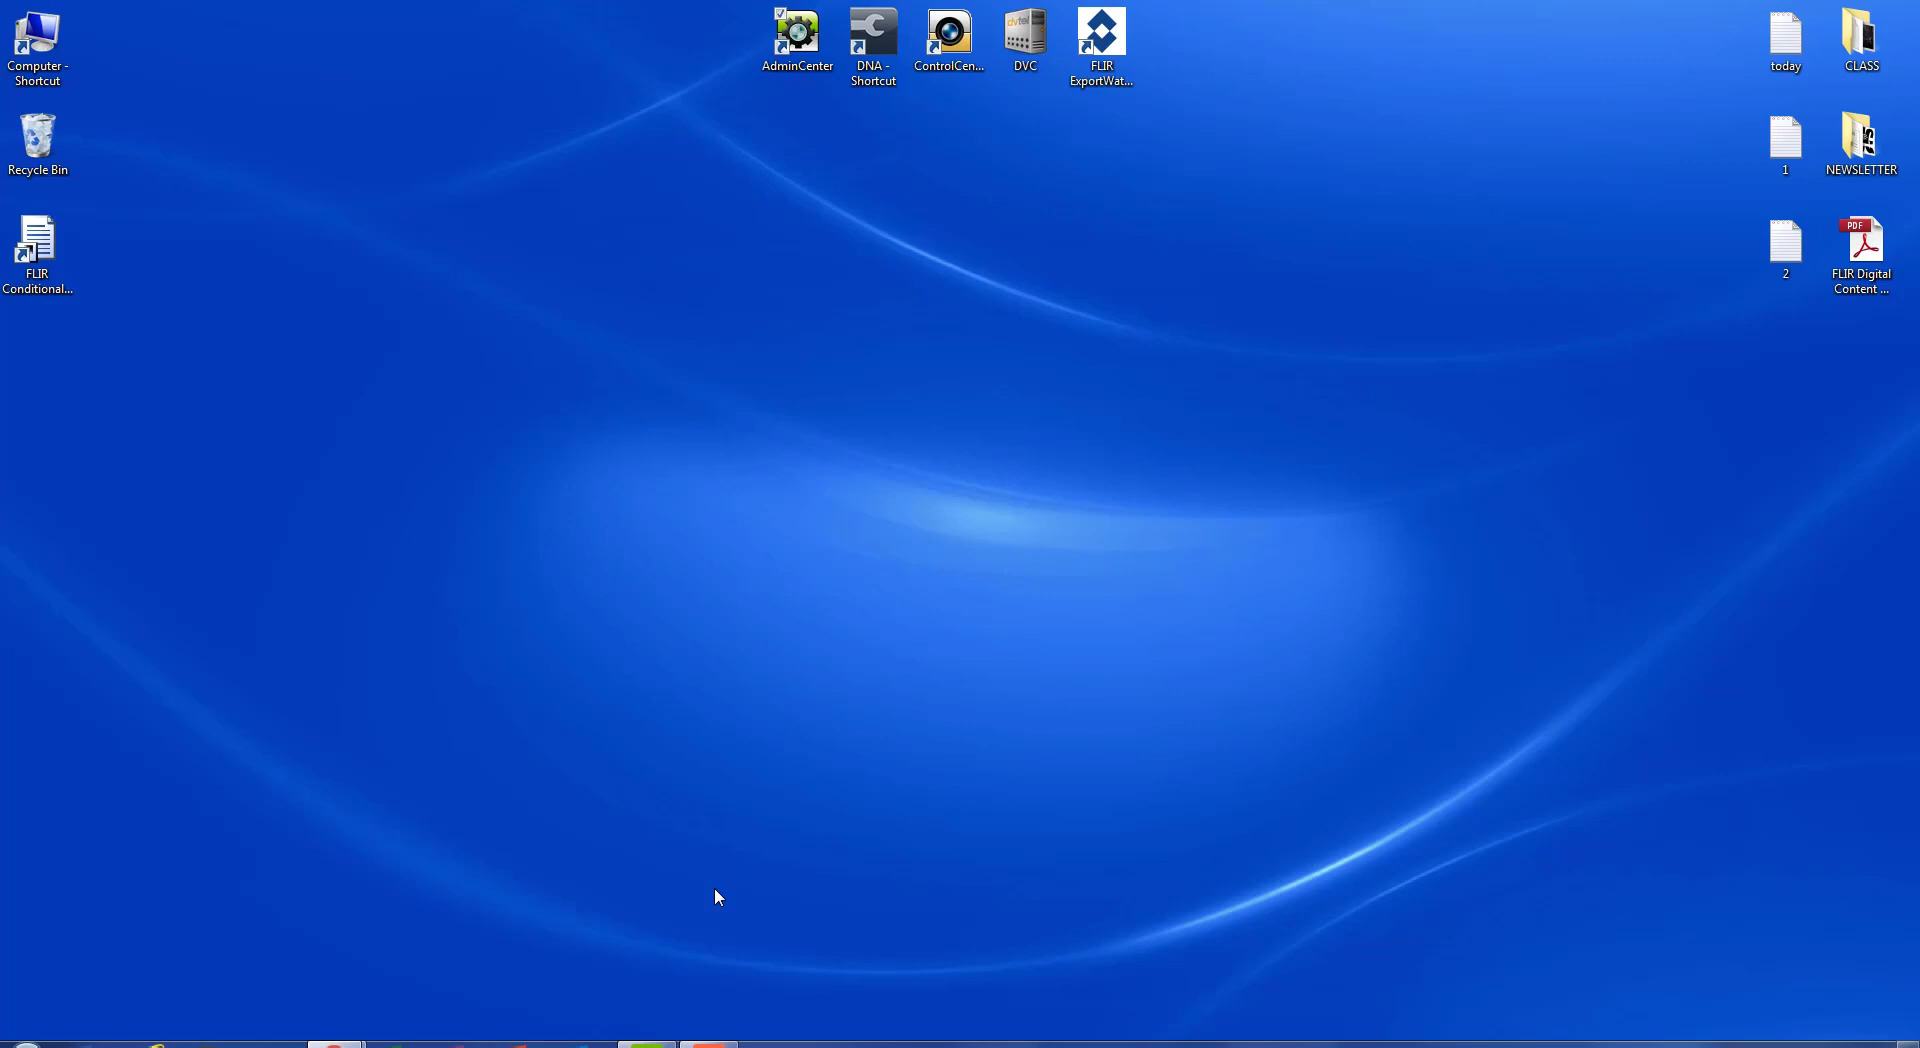 Computer -
Shortcut
Recycle Bin
FLIR
Conditional...
AdminCenter
DNA -
Shortcut
ControlCen...
dvtel
DVC
FLIR
ExportWat...
today
CLASS
1
NEWSLETTER
2
PDF
FLIR Digital
Content ...